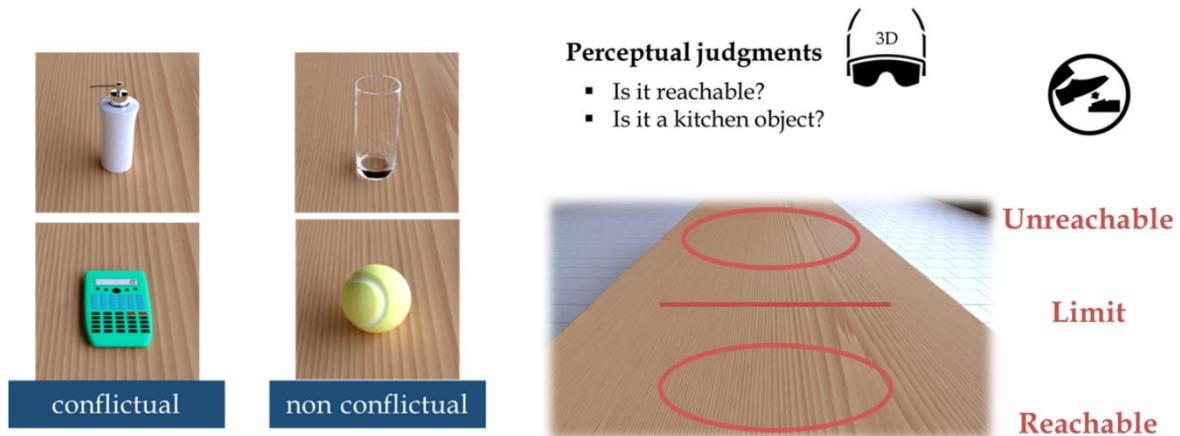 conflictual
non conflictual
Perceptual judgments
▪ Is it reachable?
▪ Is it a kitchen object?
3D
Unreachable
Limit
Reachable